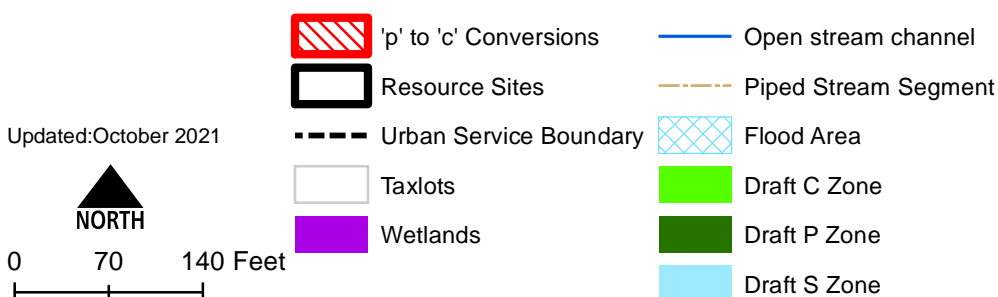 'p' to 'c' Conversions
Resource Sites
Urban Service Boundary
Taxlots
Wetlands
Open stream channel
Piped Stream Segment
Flood Area
Draft C Zone
Draft P Zone
Draft S Zone
Updated:October 2021
NORTH
0 70 140 Feet